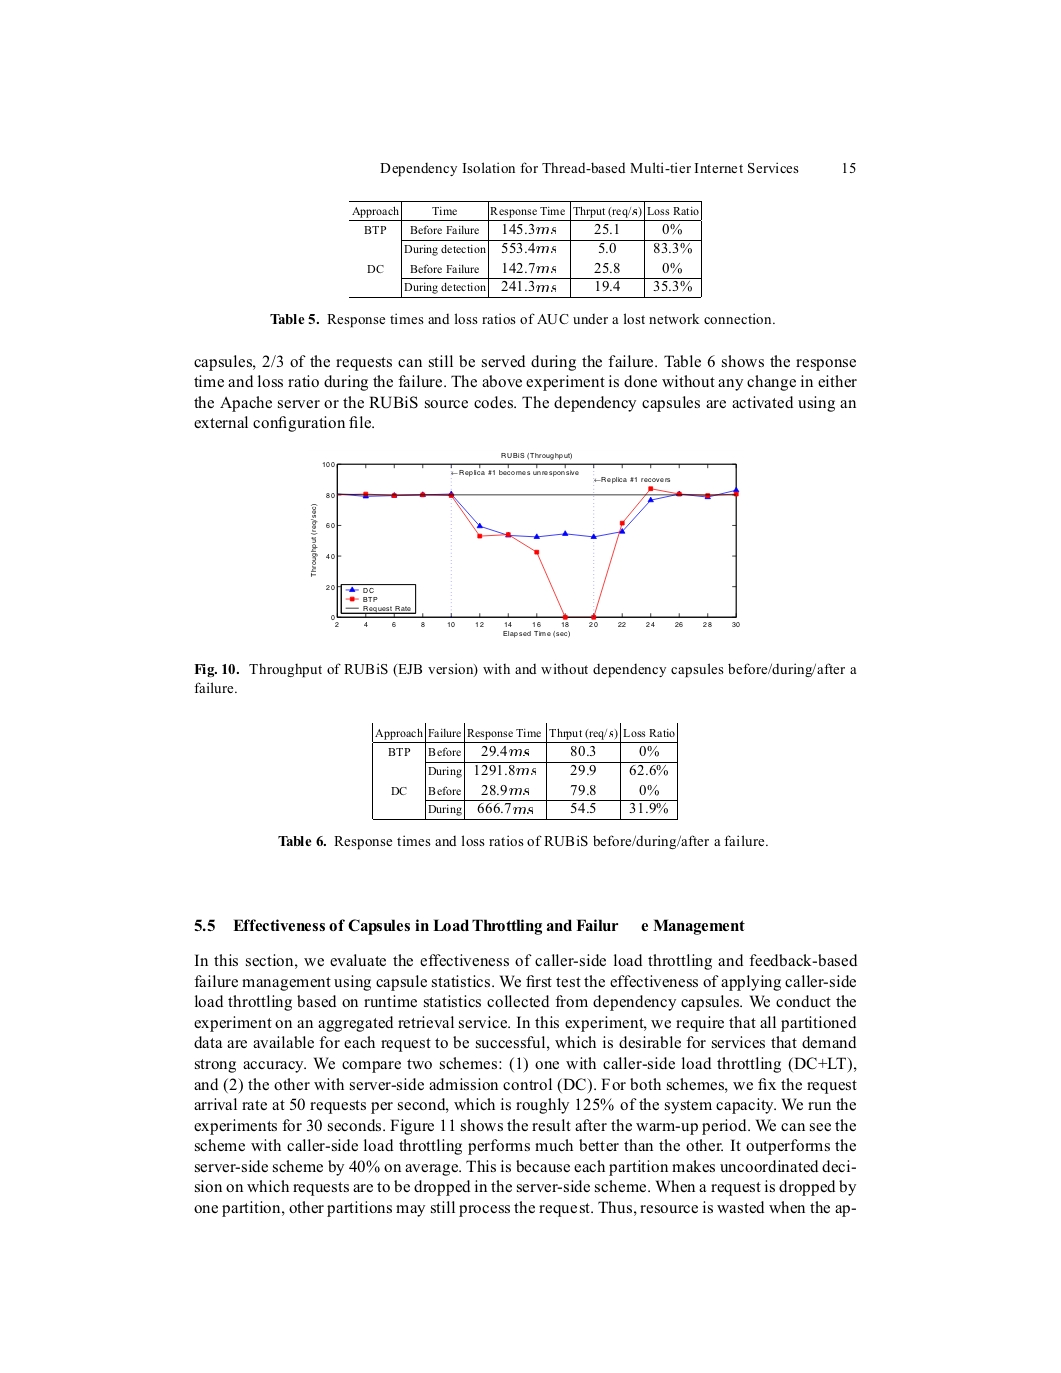 Dependency Isolation for Thread-based Multi-tier Internet Services 15
Approach Time Response Time Thrput (req/s) Loss Ratio
BTP Before Failure 145.3ms 25.1 0%
During detection 553.4ms 5.0 83.3%
DC Before Failure 142.7ms 25.8 0%
During detection 241.3ms 19.4 35.3%
Table 5. Response times and loss ratios of AUC under a lost network connection.
capsules, 2/3 of the requests can still be served during the failure. Table 6 shows the response
time and loss ratio during the failure. The above experiment is done without any change in either
the Apache server or the RUBiS source codes. The dependency capsules are activated using an
external configuration file.
RUBiS (Throughput)
100
←Replica #1 becomes unresponsive
←Replica #1 recovers
80
60
40
20
0
Throughput (req/sec)
DC
BTP
Request Rate
2 4 6 8 10 12 14 16 18 20 22 24 26 28 30
Elapsed Time (sec)
Fig. 10. Throughput of RUBiS (EJB version) with and without dependency capsules before/during/after a
failure.
Approach Failure Response Time Thrput (req/s) Loss Ratio
BTP Before 29.4ms 80.3 0%
During 1291.8ms 29.9 62.6%
DC Before 28.9ms 79.8 0%
During 666.7ms 54.5 31.9%
Table 6. Response times and loss ratios of RUBiS before/during/after a failure.
5.5 Effectiveness of Capsules in Load Throttling and Failur e Management
In this section, we evaluate the effectiveness of caller-side load throttling and feedback-based
failure management using capsule statistics. We first test the effectiveness of applying caller-side
load throttling based on runtime statistics collected from dependency capsules. We conduct the
experiment on an aggregated retrieval service. In this experiment, we require that all partitioned
data are available for each request to be successful, which is desirable for services that demand
strong accuracy. We compare two schemes: (1) one with caller-side load throttling (DC+LT),
and (2) the other with server-side admission control (DC). For both schemes, we fix the request
arrival rate at 50 requests per second, which is roughly 125% of the system capacity. We run the
experiments for 30 seconds. Figure 11 shows the result after the warm-up period. We can see the
scheme with caller-side load throttling performs much better than the other. It outperforms the
server-side scheme by 40% on average. This is because each partition makes uncoordinated deci-
sion on which requests are to be dropped in the server-side scheme. When a request is dropped by
one partition, other partitions may still process the request. Thus, resource is wasted when the ap-